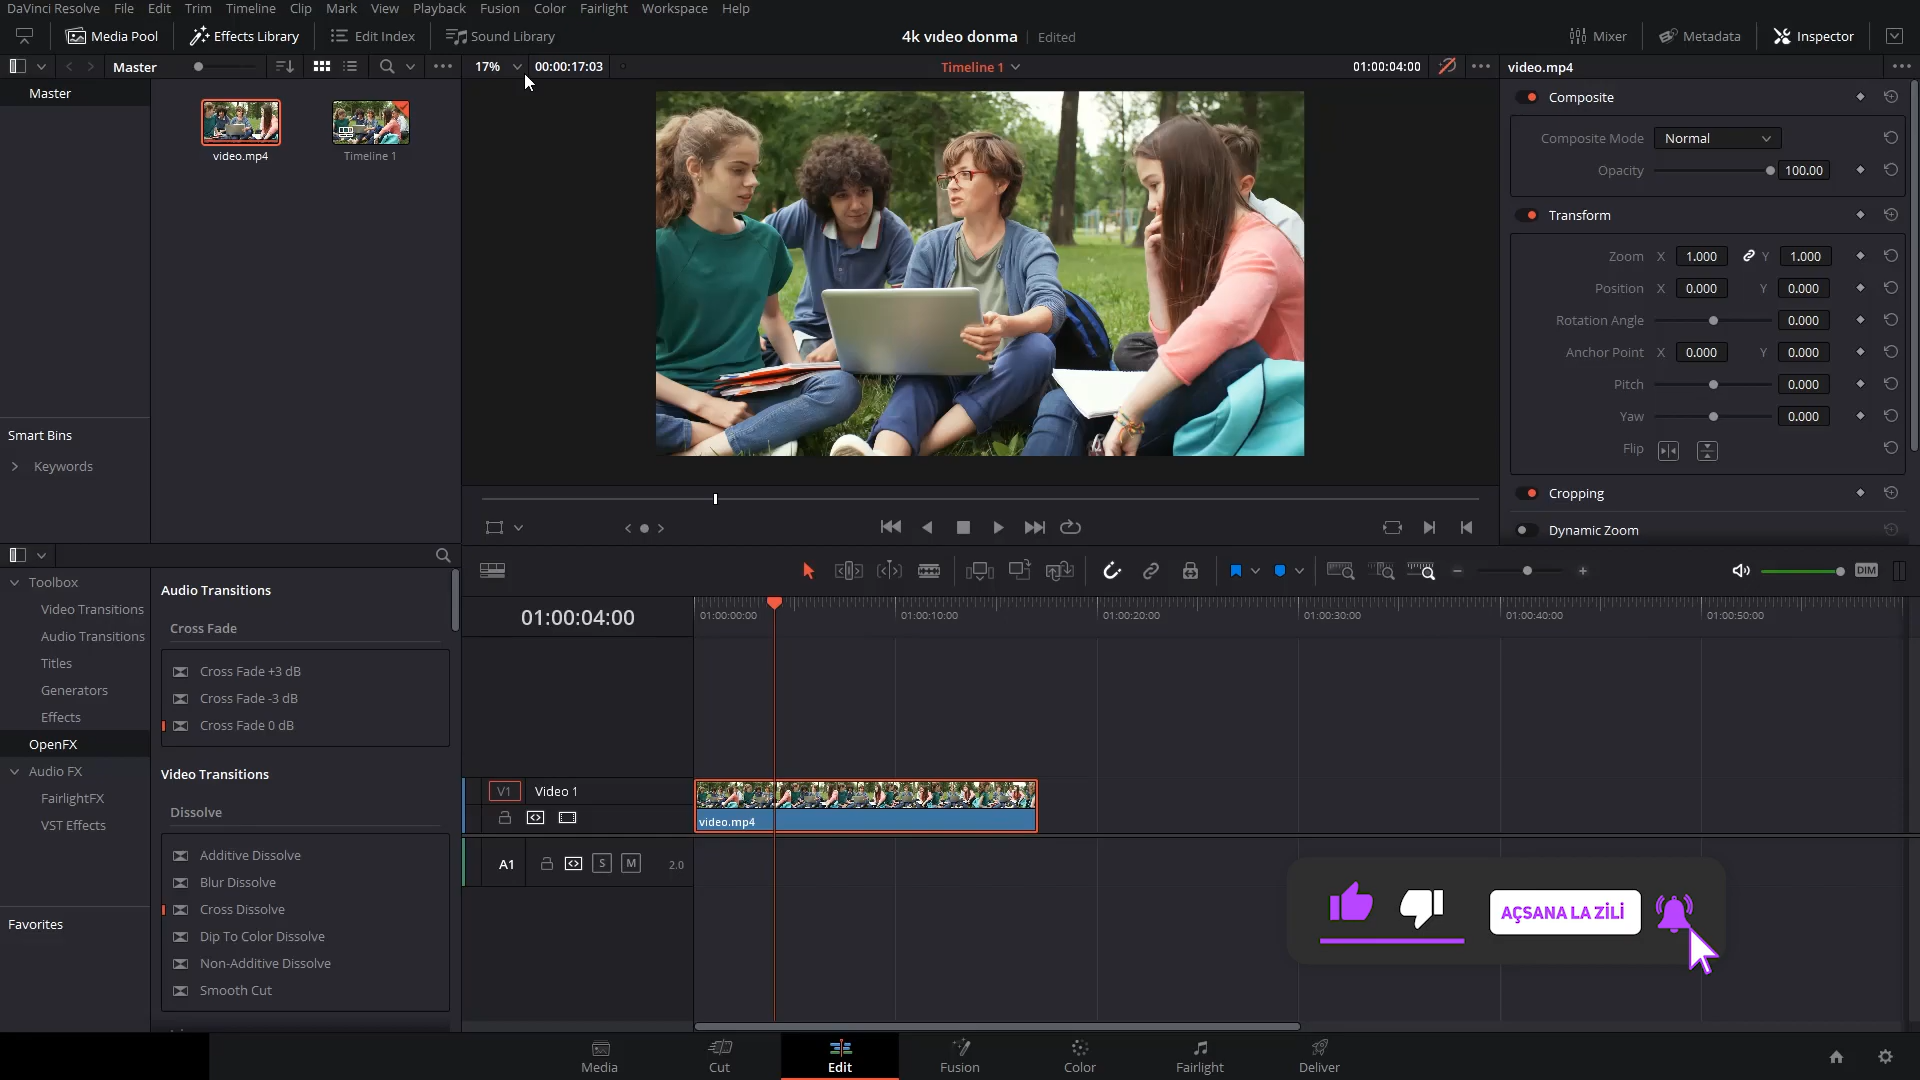 DaVinci Resolve File Edit Trim Timeline Clip Mark View Playback Fusion Color Fairlight Workspace Help
Media Pool Effects Library Edit Index Sound Library 4k vıdeo donma Edited Mixer Metadata Inspector
Master 17% 00:00:17:03 Timeline 1 01:00:04:00 video.mp4
Master
video.mp4 Timeline 1
Smart Bins
Keywords
Composite
Composite Mode Normal
Opacity 100.00
Transform
Zoom X 1.000 Y 1.000
Position X 0.000 Y 0.000
Rotation Angle 0.000
Anchor Point X 0.000 Y 0.000
Pitch 0.000
Yaw 0.000
Flip
Cropping
Dynamic Zoom
Toolbox
Video Transitions
Audio Transitions
Titles
Generators
Effects
OpenFX
Audio FX
FairlightFX
VST Effects
Favorites
Audio Transitions
Cross Fade
Cross Fade +3 dB
Cross Fade -3 dB
Cross Fade 0 dB
Video Transitions
Dissolve
Additive Dissolve
Blur Dissolve
Cross Dissolve
Dip To Color Dissolve
Non-Additive Dissolve
Smooth Cut
DIM
01:00:04:00 01:00:00:00 01:00:10:00 01:00:20:00 01:00:30:00 01:00:40:00 01:00:50:00
V1 Video 1
video.mp4
A1 S M 2.0
AÇSANA LA ZİLİ
Media Cut Edit Fusion Color Fairlight Deliver